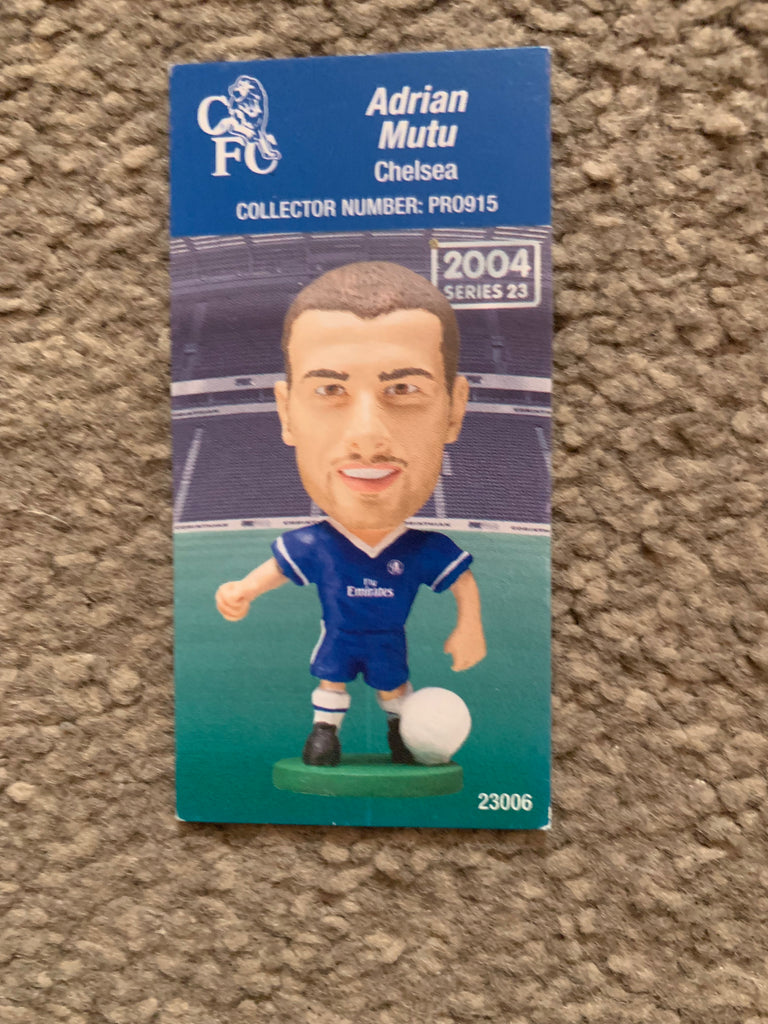 CFC
Adrian
Mutu
Chelsea
COLLECTOR NUMBER: PRO915
2004
SERIES 23
Fly
Emirates
23006